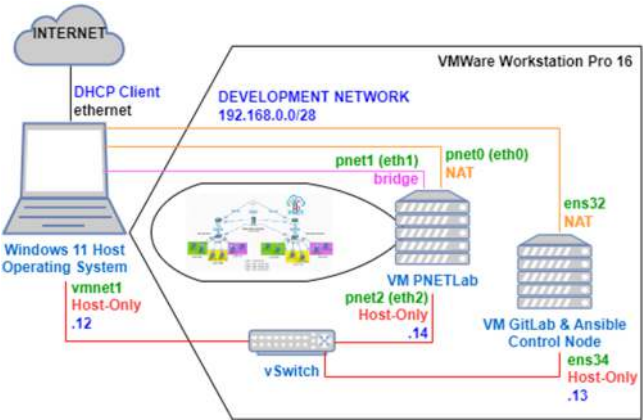 INTERNET
VMWare Workstation Pro 16
DHCP Client
ethernet
DEVELOPMENT NETWORK
192.168.0.0/28
pnet1 (eth1)
bridge
pnet0 (eth0)
NAT
ens32
NAT
Windows 11 Host
Operating System
vmnet1
Host-Only
.12
VM PNETLab
pnet2 (eth2)
Host-Only
.14
vSwitch
VM GitLab & Ansible
Control Node
ens34
Host-Only
.13